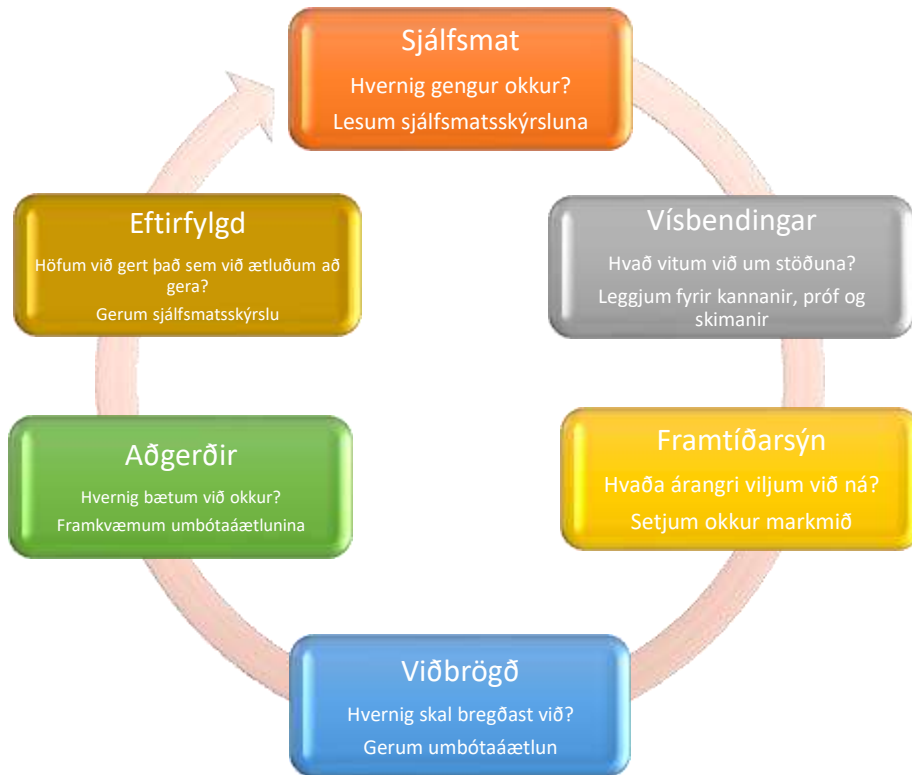 Sjálfsmat
Hvernig gengur okkur?
Lesum sjálfsmatsskýrsluna
Vísbendingar
Hvað vitum við um stöðuna?
Leggjum fyrir kannanir, próf og
skimanir
Framtíðarsýn
Hvaða árangri viljum við ná?
Setjum okkur markmið
Viðbrögð
Hvernig skal bregðast við?
Gerum umbótaáætlun
Aðgerðir
Hvernig bætum við okkur?
Framkvæmum umbótaáætlunina
Eftirfylgd
Höfum við gert það sem við ætluðum að
gera?
Gerum sjálfsmatsskýrslu